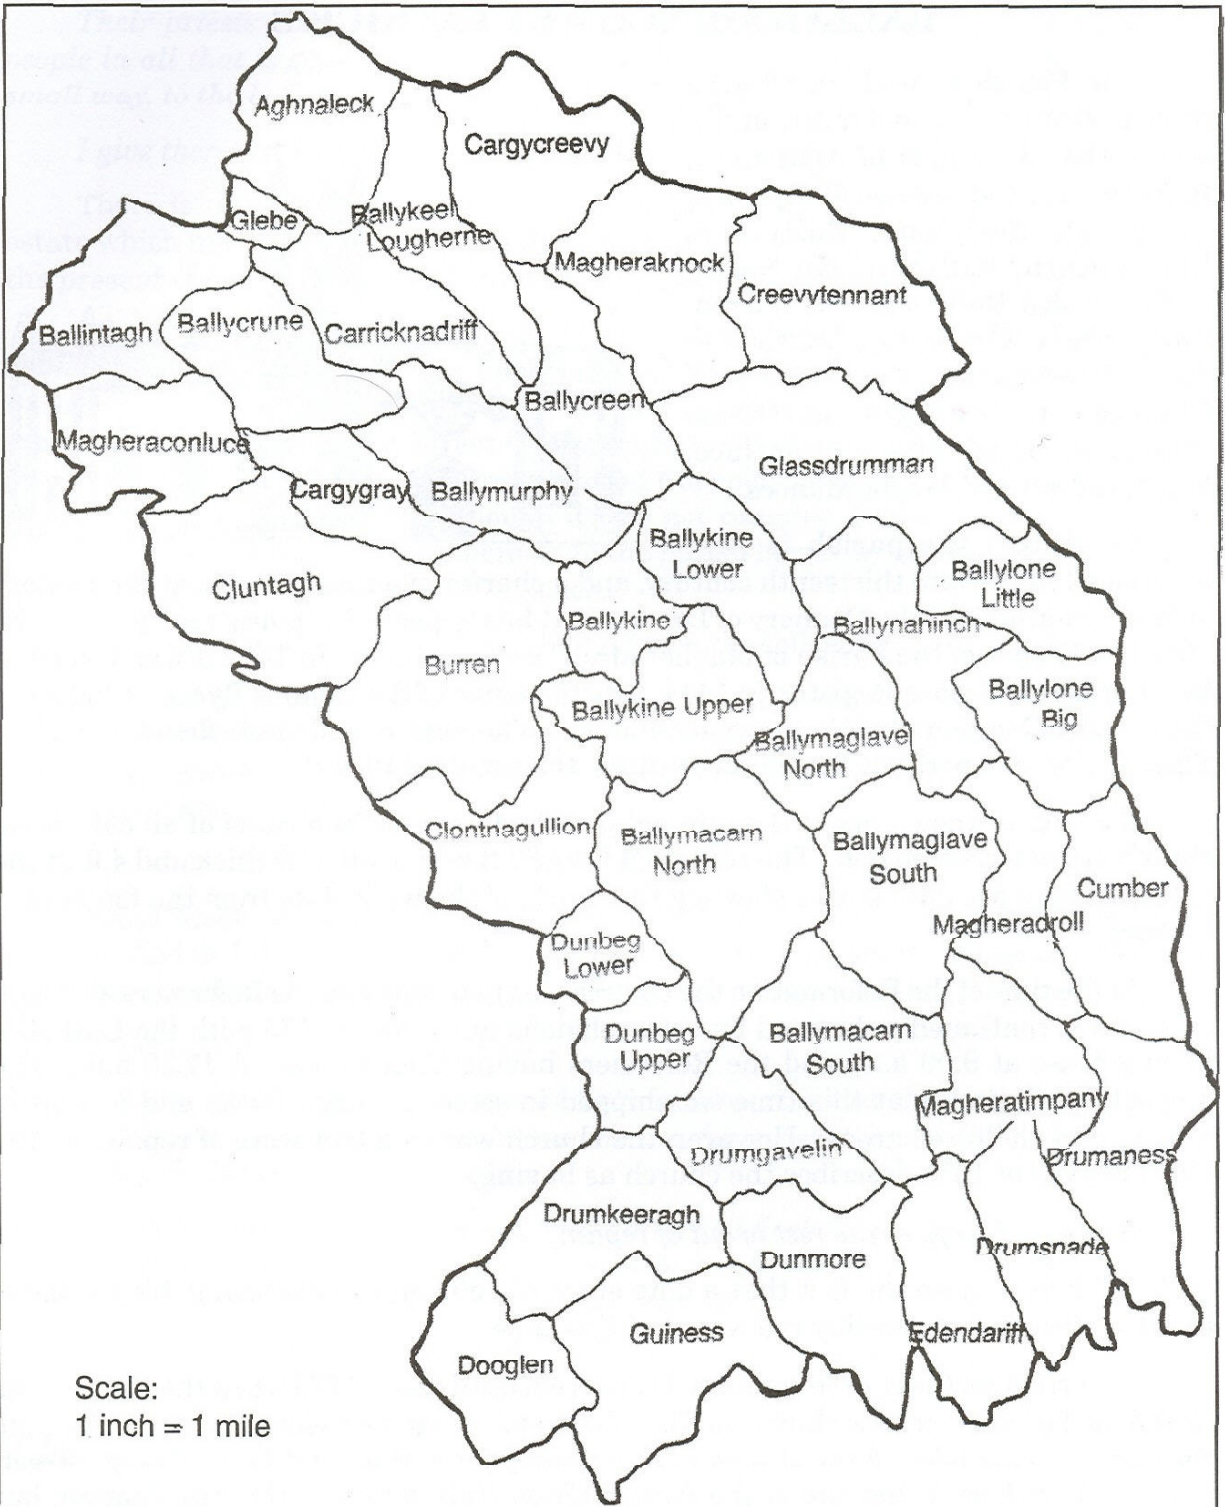 Aghnaleck
Cargycreevy
Glebe
Ballykeel
Lougherne
Magheraknock
Creevytennant
Ballintagh
Ballycrune
Carricknadriff
Ballycreen
Magheraconluce
Glassdrumman
Cargygray
Ballymurphy
Ballykine
Lower
Ballylone
Little
Cluntagh
Ballykine
Ballynahinch
Burren
Ballylone
Big
Ballykine Upper
Ballymaglave
North
Clontnagullion
Ballymacarn
North
Ballymaglave
South
Cumber
Magheradroll
Dunbeg
Lower
Dunbeg
Upper
Ballymacarn
South
Magheratimpany
Drumgavelin
Drumaness
Drumkeeragh
Dunmore
Drumsnade
Guiness
Edendariff
Dooglen
Scale:
1 inch = 1 mile